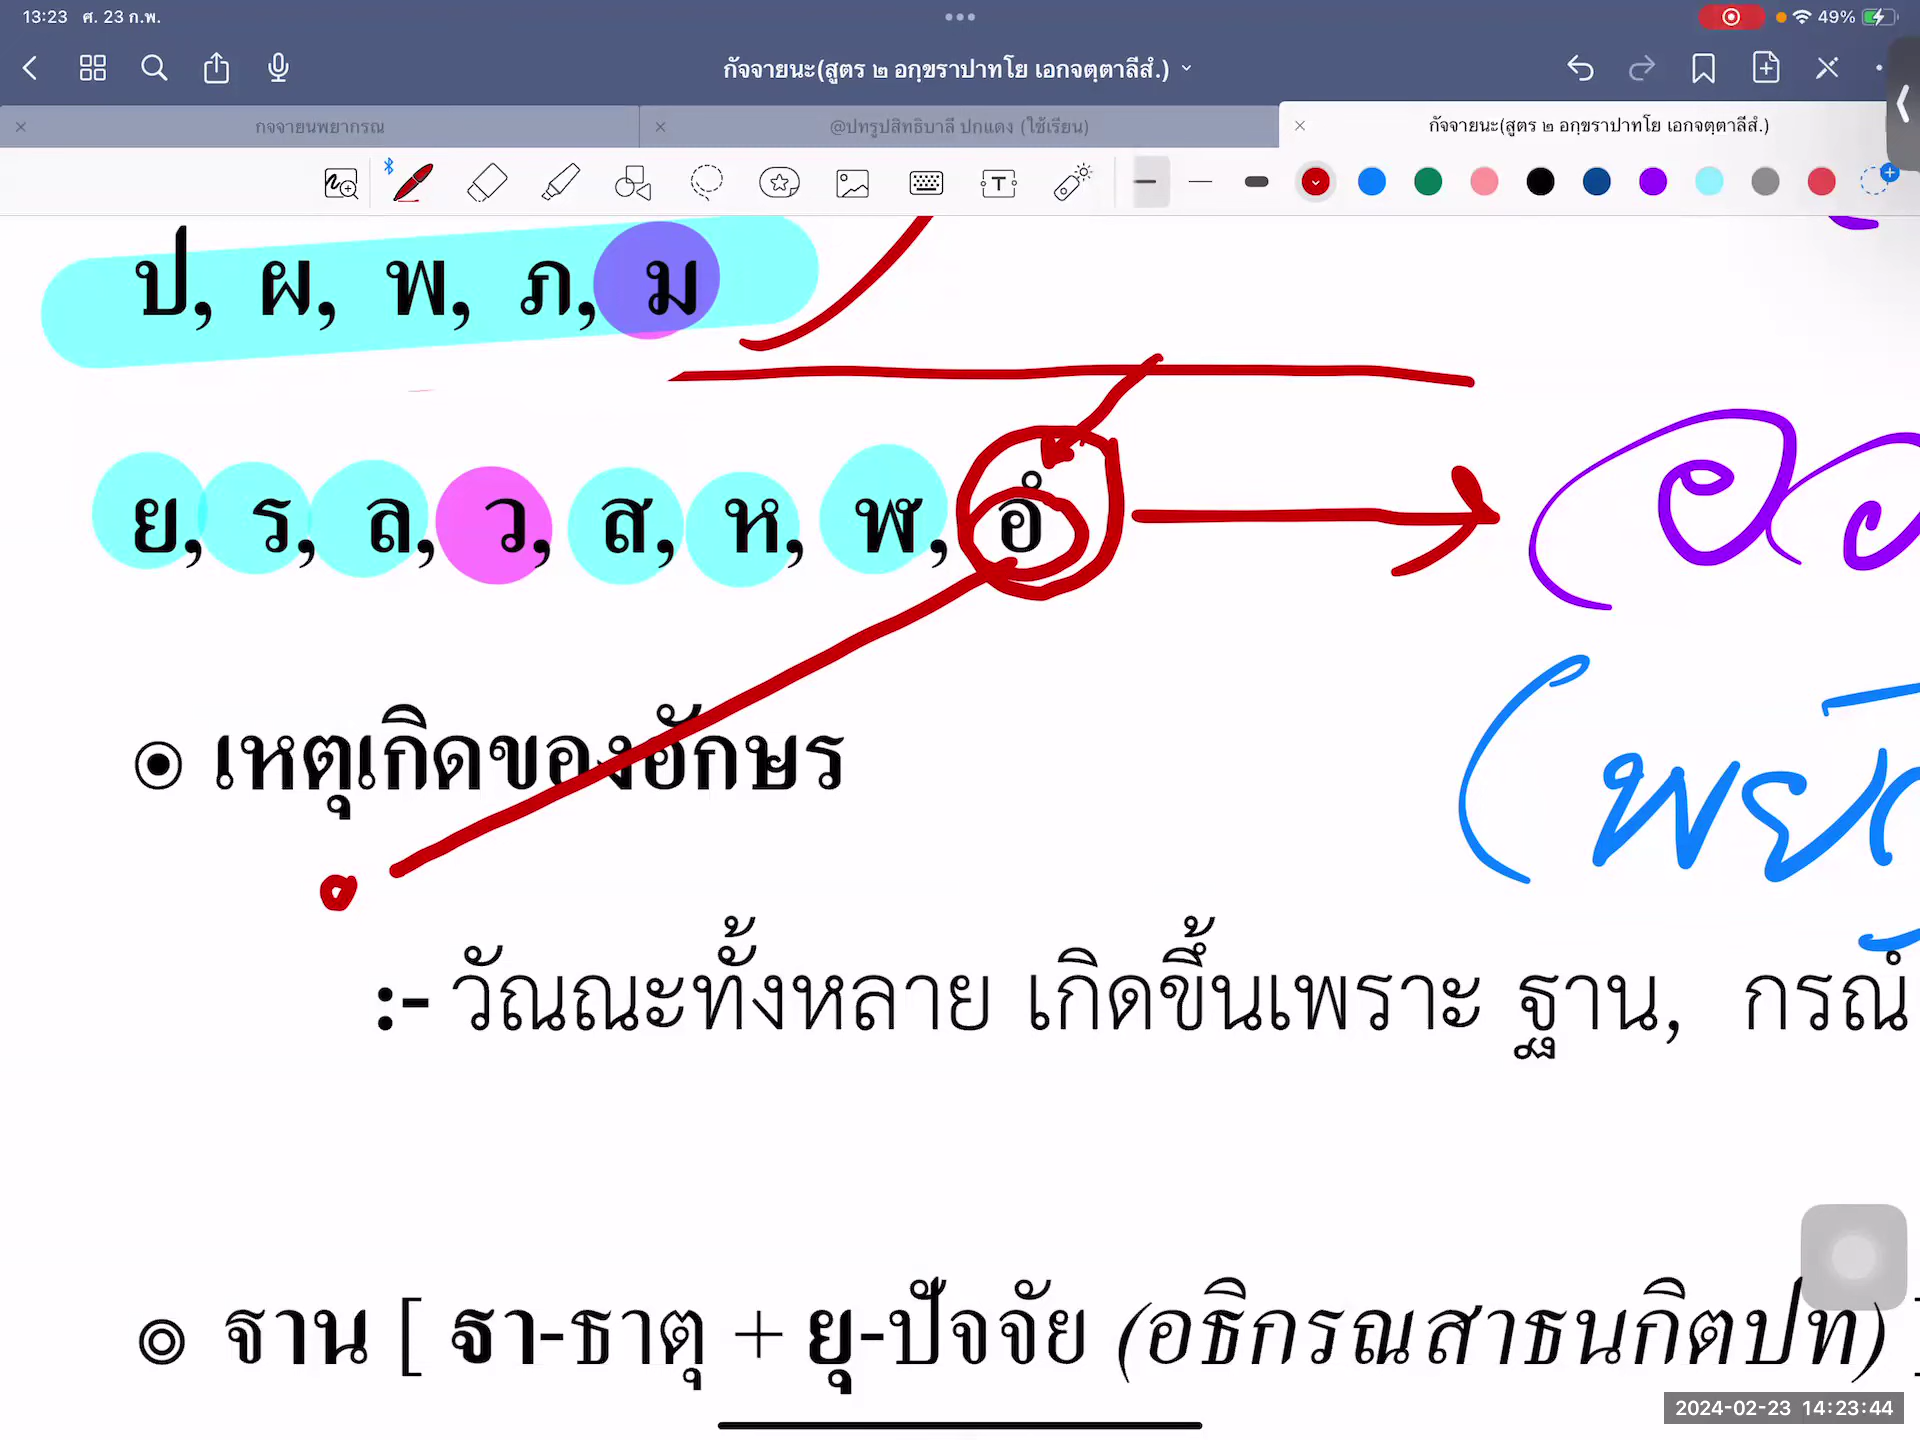 13:23 ศ. 23 ก.พ.
49%
กัจจายนะ(สูตร ๒ อกฺขราปาทโย เอกจตฺตาลีสํ.)
กจจายนพยากรณ
@ปทรูปสิทธิบาลี ปกแดง (ใช้เรียน)
กัจจายนะ(สูตร ๒ อกฺขราปาทโย เอกจตฺตาลีสํ.)
ป, ผ, พ, ภ, ม
ย, ร, ล, ว, ส, ห, ฬ, อํ
เหตุเกิดของอักษร
:- วัณณะทั้งหลาย เกิดขึ้นเพราะ ฐาน, กรณํ
ฐาน [ ฐา-ธาตุ + ยุ-ปัจจัย (อธิกรณสาธนกิตปท) ]
2024-02-23 14:23:44